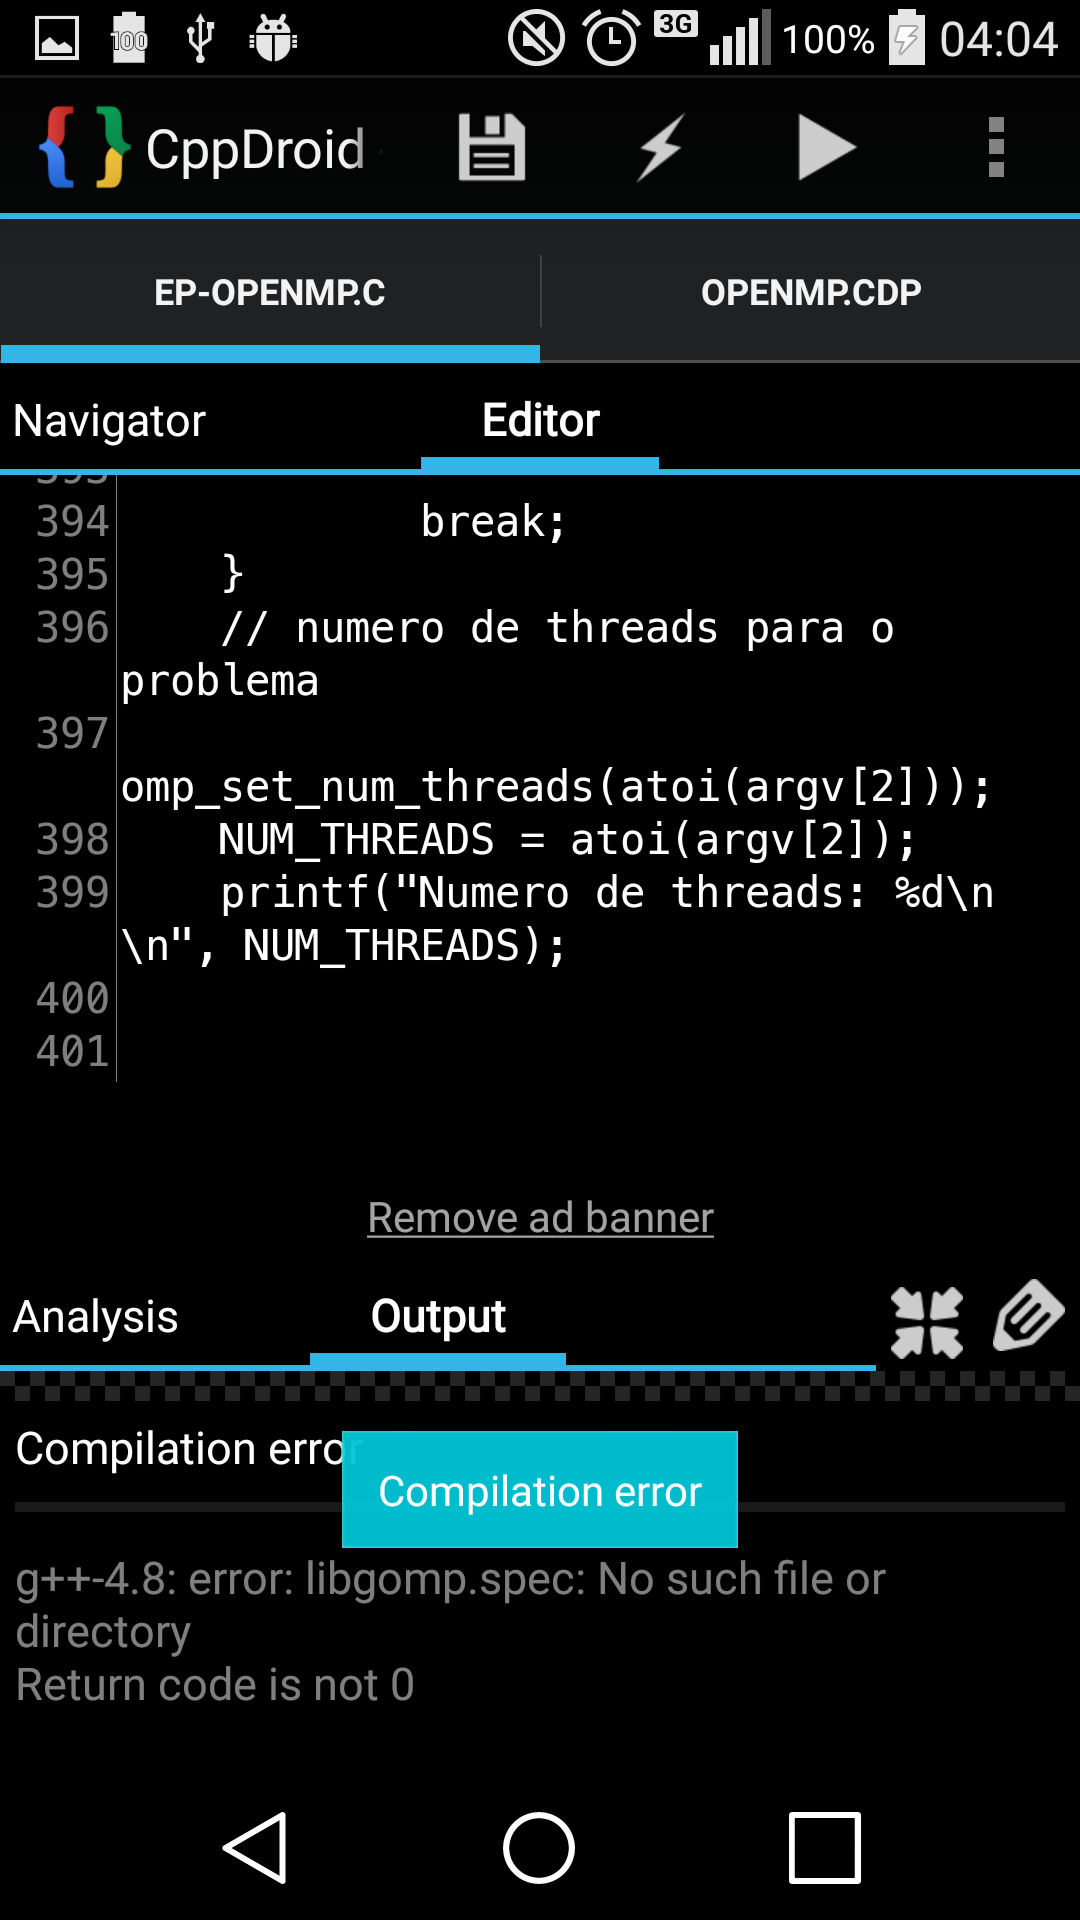 100 3G 100% 04:04
CppDroid
EP-OPENMP.C OPENMP.CDP
Navigator Editor
393
394 break;
395 }
396 // numero de threads para o
problema
397
omp_set_num_threads(atoi(argv[2]));
398 NUM_THREADS = atoi(argv[2]);
399 printf("Numero de threads: %d\n
\n", NUM_THREADS);
400
401
Remove ad banner
Analysis Output
Compilation error
Compilation error
g++-4.8: error: libgomp.spec: No such file or
directory
Return code is not 0